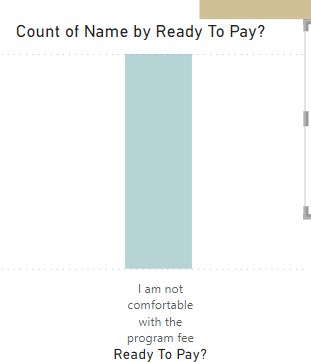 Count of Name by Ready To Pay?
I am not
comfortable
with the
program fee
Ready To Pay?